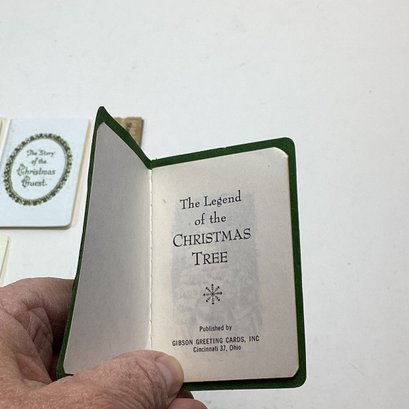 The Story
of the
Christmas
Guest.
The Legend
of the
CHRISTMAS
TREE
Published by
GIBSON GREETING CARDS, INC
Cincinnati 37, Ohio